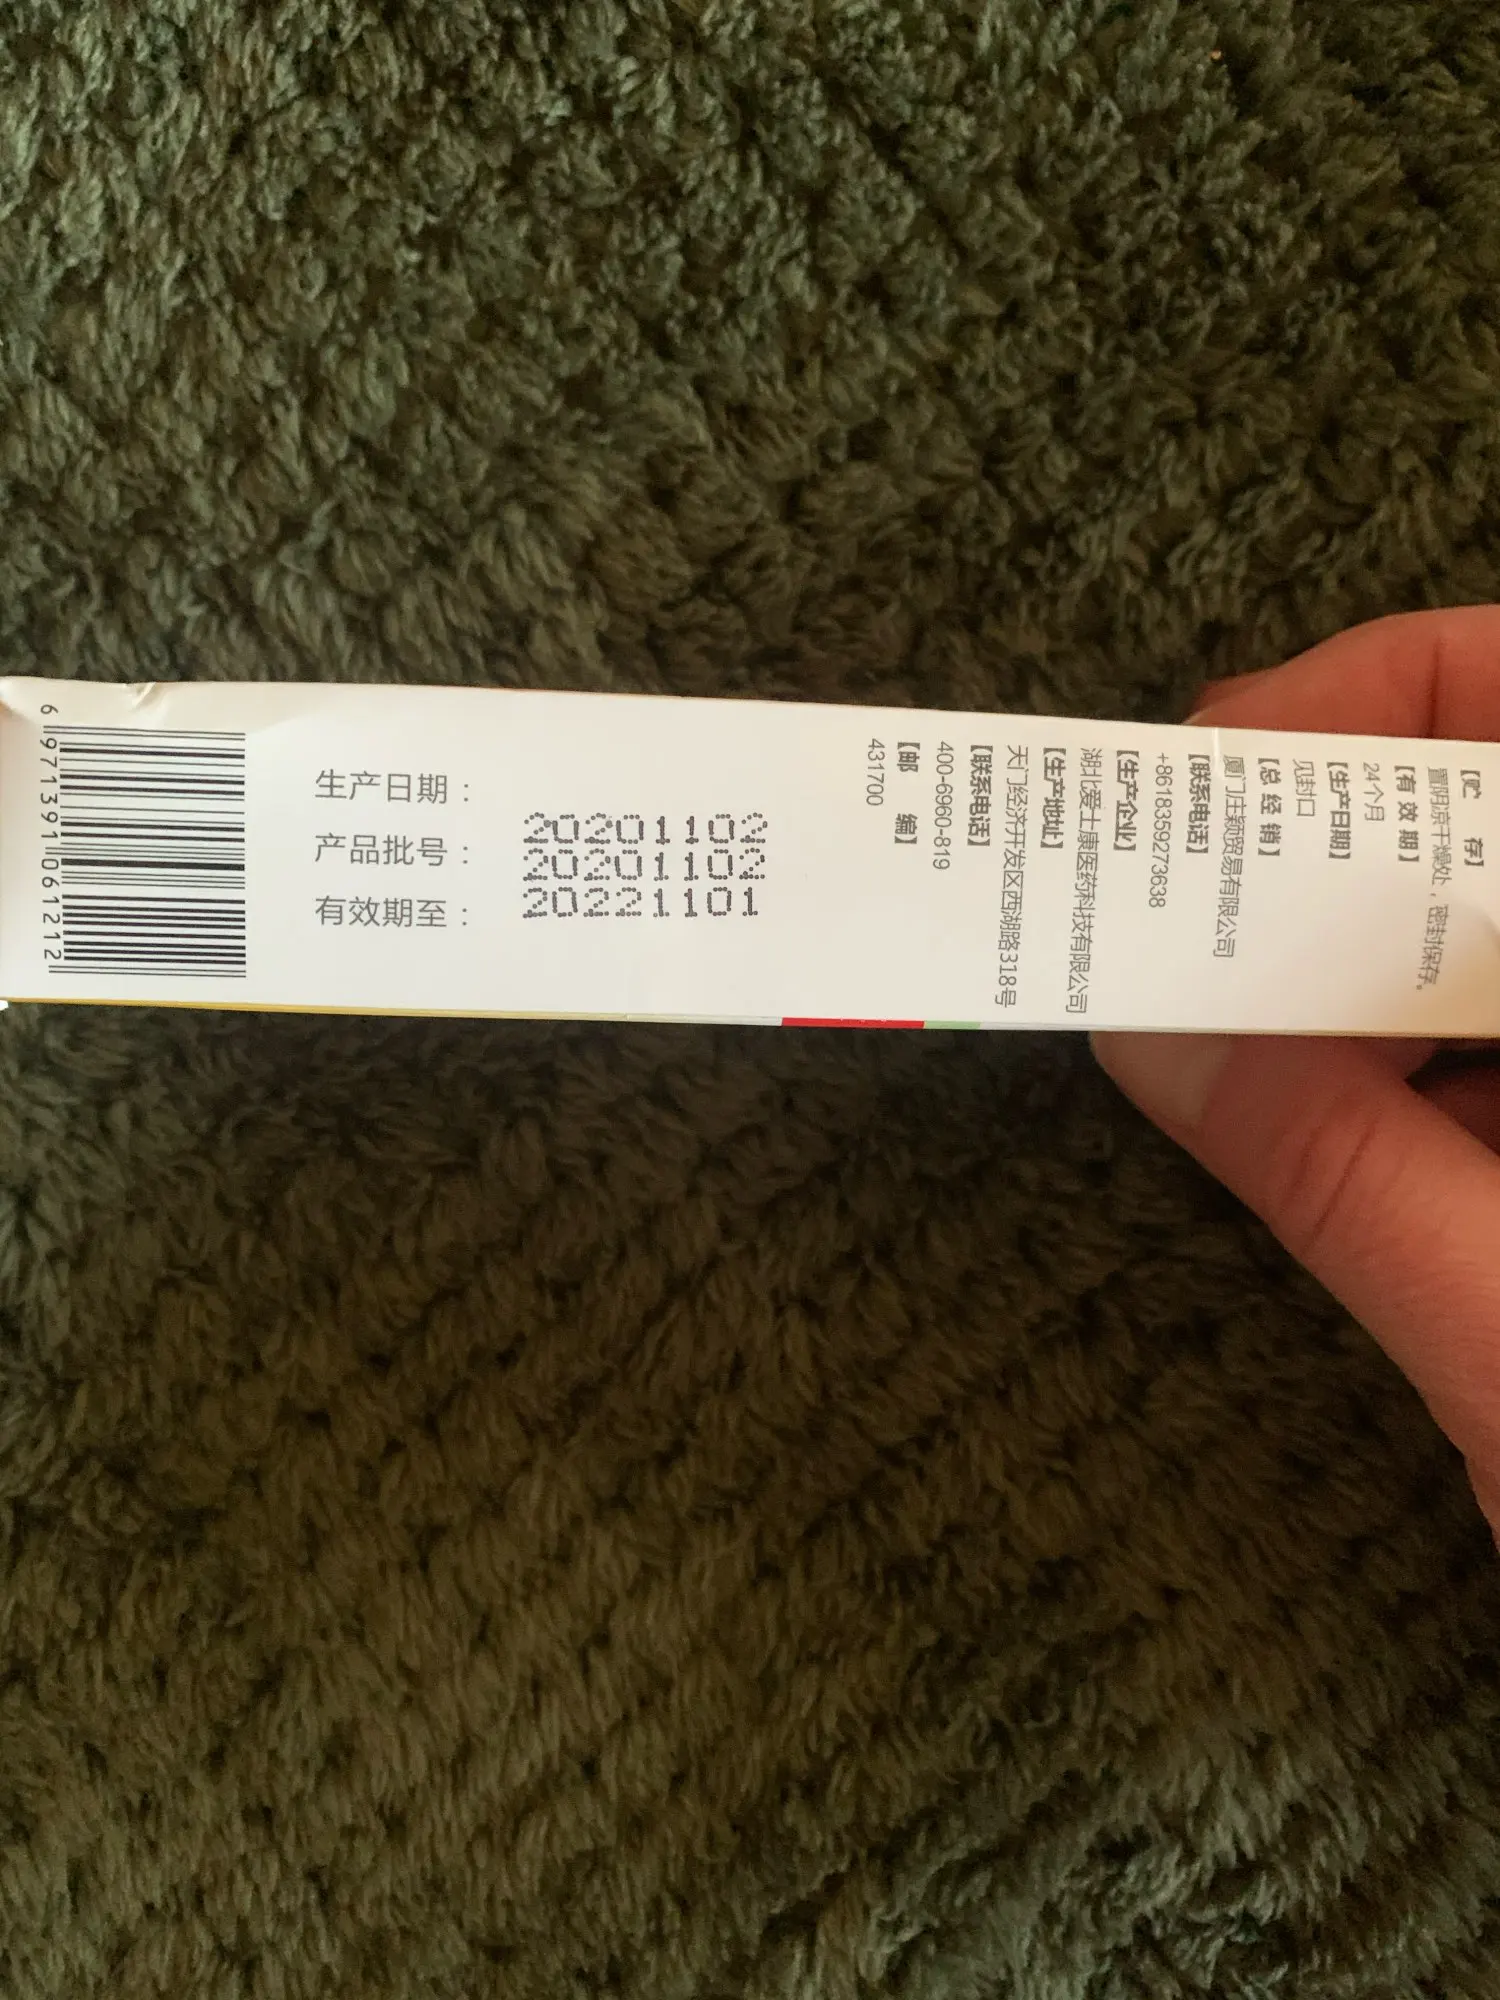 生产日期：20201102
产品批号：20201102
有效期至：20221101
6971391061212
【贮 存】
置阴凉干燥处，密封保存。
【有 效 期】
24个月
【生产日期】
见封口
【总 经 销】
厦门庄颖贸易有限公司
【联系电话】
+8618359273638
【生产企业】
湖北爱士康医药科技有限公司
【生产地址】
天门经济开发区西湖路318号
【联系电话】
400-6960-819
【邮 编】
431700